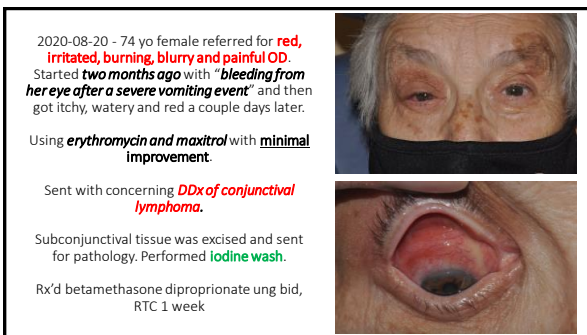 2020-08-20 - 74 yo female referred for red,
irritated, burning, blurry and painful OD.
Started two months ago with “bleeding from
her eye after a severe vomiting event” and then
got itchy, watery and red a couple days later.
Using erythromycin and maxitrol with minimal
improvement.
Sent with concerning DDx of conjunctival
lymphoma.
Subconjunctival tissue was excised and sent
for pathology. Performed iodine wash.
Rx’d betamethasone diproprionate ung bid,
RTC 1 week